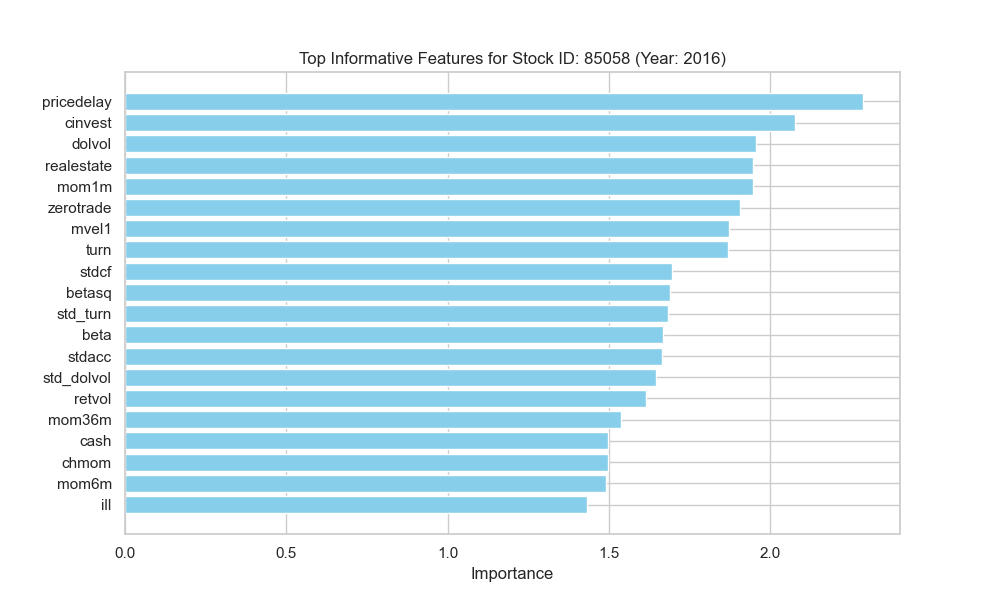 Top Informative Features for Stock ID: 85058 (Year: 2016)
pricedelay
cinvest
dolvol
realestate
mom1m
zerotrade
mvel1
turn
stdcf
betasq
std_turn
beta
stdacc
std_dolvol
retvol
mom36m
cash
chmom
mom6m
ill
0.0 0.5 1.0 1.5 2.0
Importance